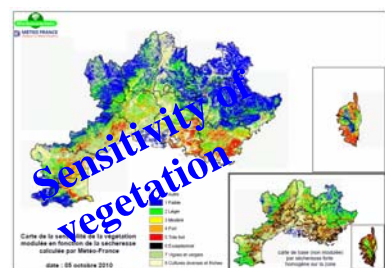 METEO FRANCE
Sensitivity of
vegetation
1 Faible
2 Léger
3 Modéré
4 Fort
5 Très fort
6 Exceptionnel
7 Vignes et vergers
8 Cultures diverses et friches
Carte de la sensibilité de la végétation
modulée en fonction de la sécheresse
calculée par Météo-France
date : 05 octobre 2010
Carte de base (non modulée)
par sécheresse forte
homogène sur la zone